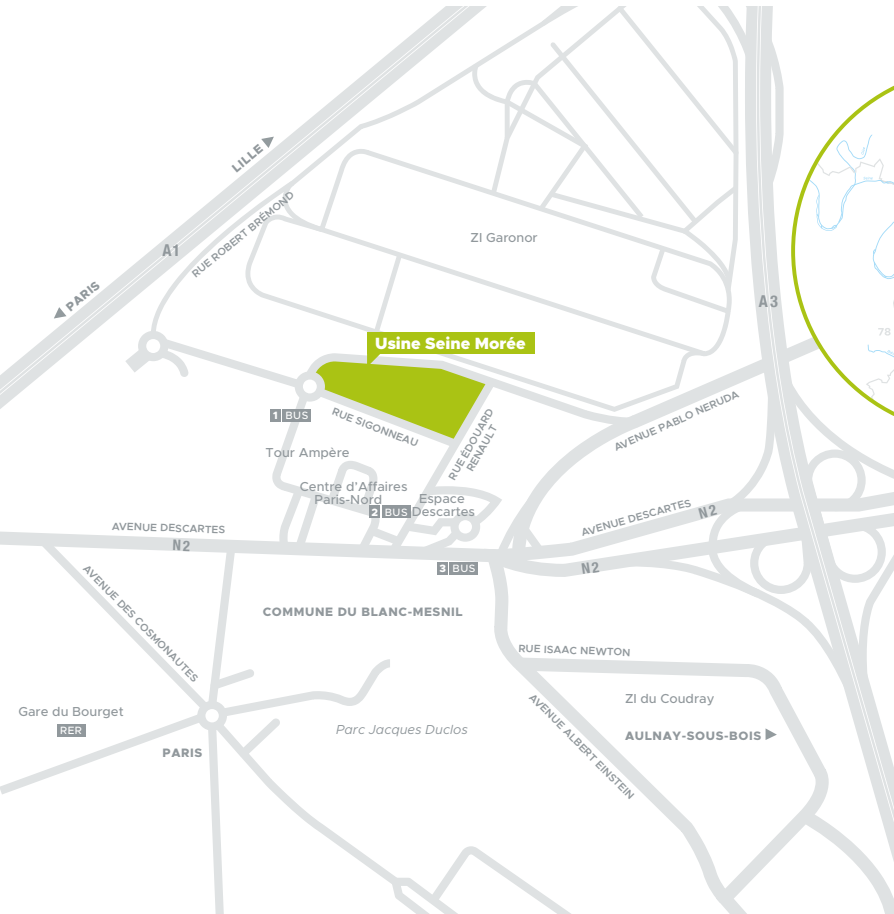 LILLE
A1
RUE ROBERT BRÉMOND
PARIS
ZI Garonor
A3
78
Usine Seine Morée
1 BUS
RUE SIGONNEAU
RUE ÉDOUARD
RENAULT
AVENUE PABLO NERUDA
Tour Ampère
Centre d'Affaires
Paris-Nord
2 BUS
Espace
Descartes
AVENUE DESCARTES
N2
AVENUE DESCARTES
N2
N2
3 BUS
AVENUE DES COSMONAUTES
COMMUNE DU BLANC-MESNIL
RUE ISAAC NEWTON
AVENUE ALBERT EINSTEIN
ZI du Coudray
AULNAY-SOUS-BOIS
Gare du Bourget
RER
PARIS
Parc Jacques Duclos